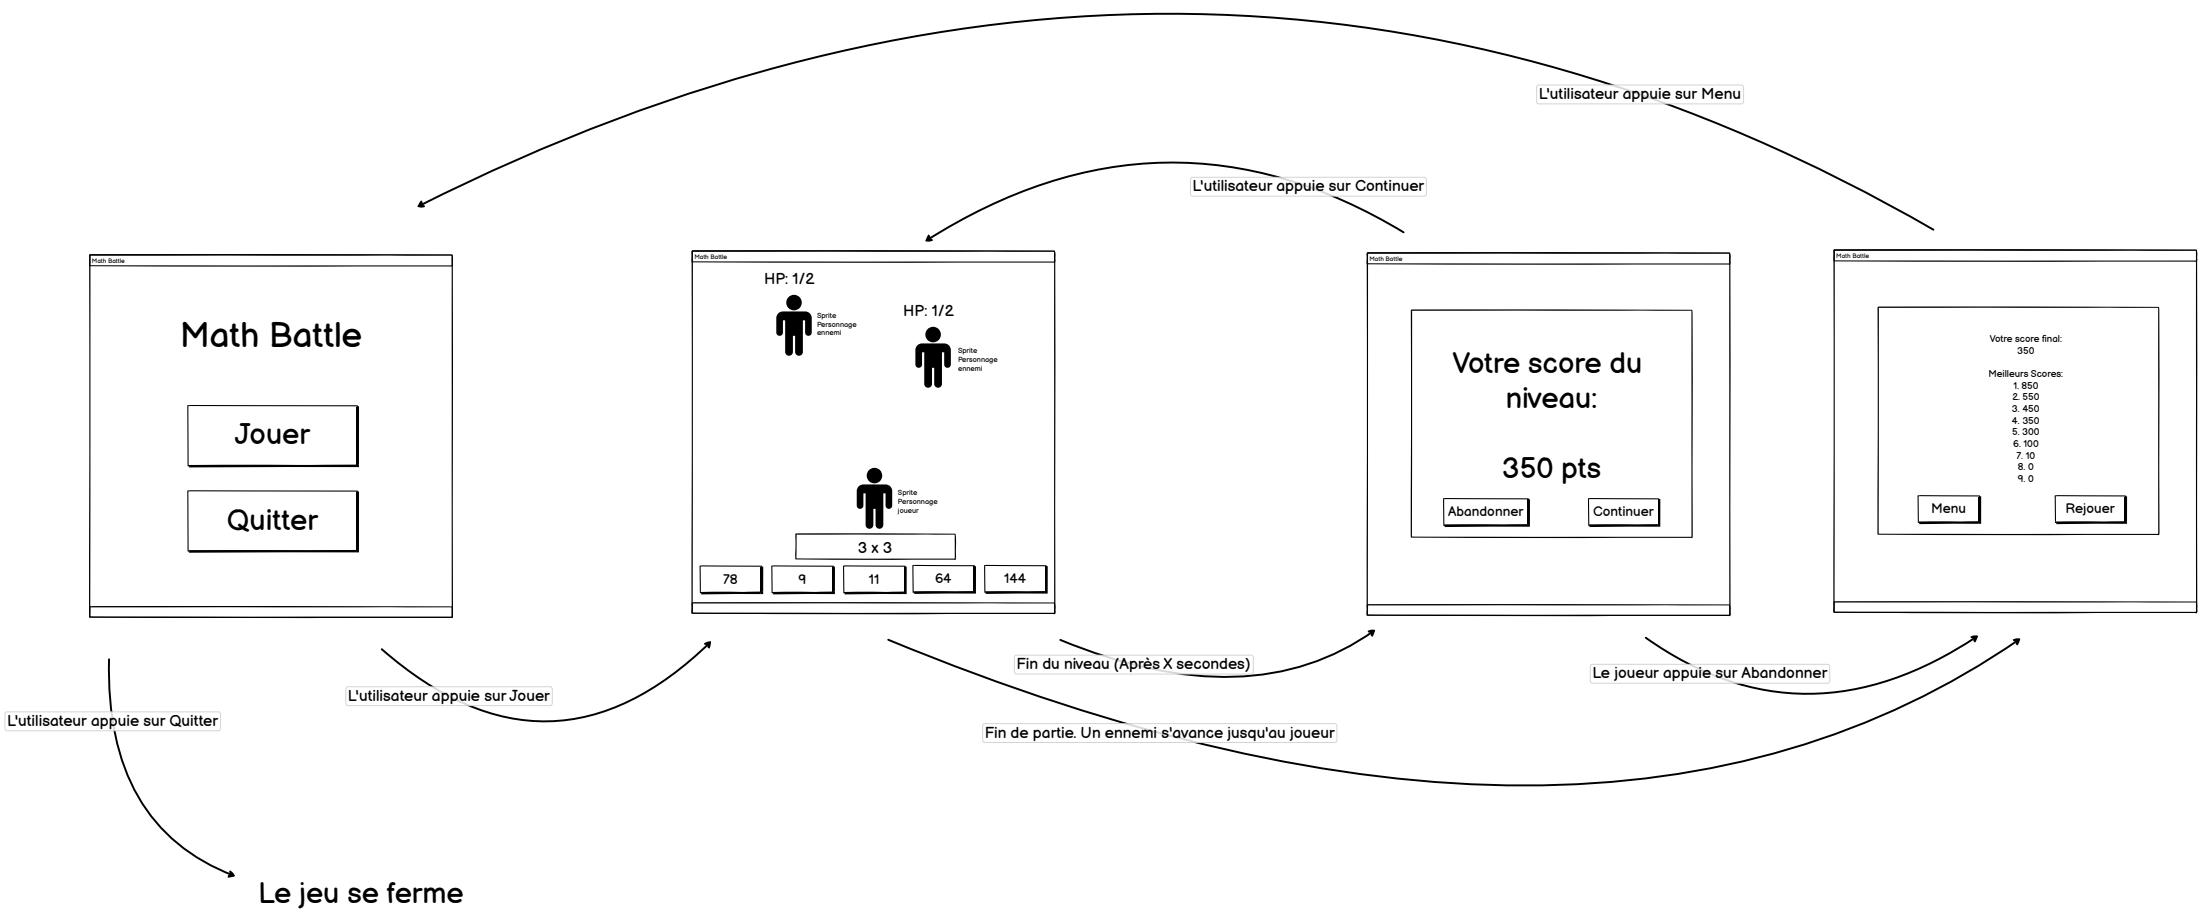 L'utilisateur appuie sur Menu
L'utilisateur appuie sur Continuer
Math Battle
Math Battle
Jouer
Quitter
Math Battle
HP: 1/2
Sprite
Personnage
ennemi
HP: 1/2
Sprite
Personnage
ennemi
Sprite
Personnage
joueur
3 x 3
78 9 11 64 144
Math Battle
Votre score du
niveau:
350 pts
Abandonner Continuer
Math Battle
Votre score final:
350
Meilleurs Scores:
1. 850
2. 550
3. 450
4. 350
5. 300
6. 100
7. 10
8. 0
9. 0
Menu Rejouer
L'utilisateur appuie sur Quitter
L'utilisateur appuie sur Jouer
Fin du niveau (Après X secondes)
Le joueur appuie sur Abandonner
Fin de partie. Un ennemi s'avance jusqu'au joueur
Le jeu se ferme